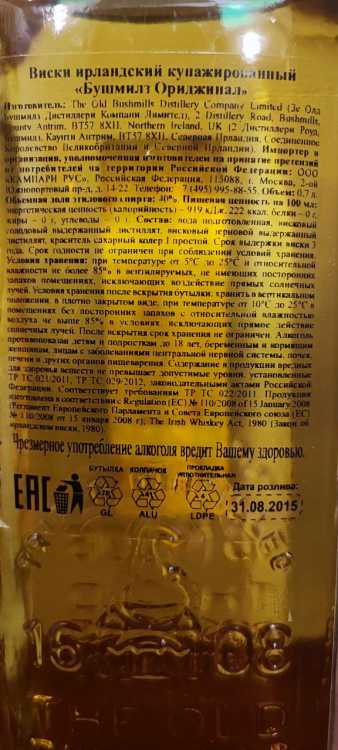 Виски ирландский купажированный
«Бушмилз Ориджинал»
Изготовитель: The Old Bushmills Distillery Company Limited (Зе Олд
Бушмилз Дистиллери Компани Лимитед), 2 Distillery Road, Bushmills,
County Antrim, BT57 8XH, Northern Ireland, UK (2 Дистиллери Роуд,
Бушмилз, Каунти Антрим, BT57 8XH, Северная Ирландия, Соединенное
Королевство Великобритании и Северной Ирландии). Импортер и
организация, уполномоченная изготовителем на принятие претензий
от потребителей на территории Российской Федерации: ООО
«КАМПАРИ РУС», Российская Федерация, 115088, г. Москва, 2-ой
Южнопортовый пр-д, д. 14-22. Телефон: 7 (495) 995-88-55. Объем: 0,7 л.
Объемная доля этилового спирта: 40%. Пищевая ценность на 100 мл:
энергетическая ценность (калорийность) – 919 кДж, 222 ккал, белки – 0 г,
жиры – 0 г, углеводы – 0 г. Состав: вода подготовленная, висковый
солодовый выдержанный дистиллят, висковый зерновой выдержанный
дистиллят, краситель сахарный колер I простой. Срок выдержки виски 3
года. Срок годности не ограничен при соблюдении условий хранения.
Условия хранения: при температуре от 5°С до 25°С и относительной
влажности не более 85% в вентилируемых, не имеющих посторонних
запахов помещениях, исключающих воздействие прямых солнечных
лучей. Условия хранения после вскрытия бутылки: хранить в вертикальном
положении, в плотно закрытом виде, при температуре от 10°С до 25°С в
помещениях без посторонних запахов с относительной влажностью
воздуха не выше 85% в условиях, исключающих прямое действие
солнечных лучей. После вскрытия срок хранения не ограничен. Алкоголь
противопоказан детям и подросткам до 18 лет, беременным и кормящим
женщинам, лицам с заболеваниями центральной нервной системы, почек,
печени и других органов пищеварения. Содержание в продукции вредных
для здоровья веществ не превышает допустимые уровни, установленные
ТР ТС 021/2011, ТР ТС 029/2012, законодательными актами Российской
Федерации. Соответствует требованиям ТР ТС 022/2011. Продукция
изготовлена в соответствии с: Regulation (EC) № 110/2008 of 15 January 2008
(Регламент Европейского Парламента и Совета Европейского союза (ЕС)
№ 110/2008 от 15 января 2008 г); The Irish Whiskey Act, 1980 (Закон об
ирландском виски, 1980).
Чрезмерное употребление алкоголя вредит Вашему здоровью.
EAC
БУТЫЛКА КОЛПАЧОК ПРОКЛАДКА УПЛОТНИТЕЛЬНАЯ
41 4
GL ALU LDPE
Дата розлива:
31.08.2015
16 08
THE OLD